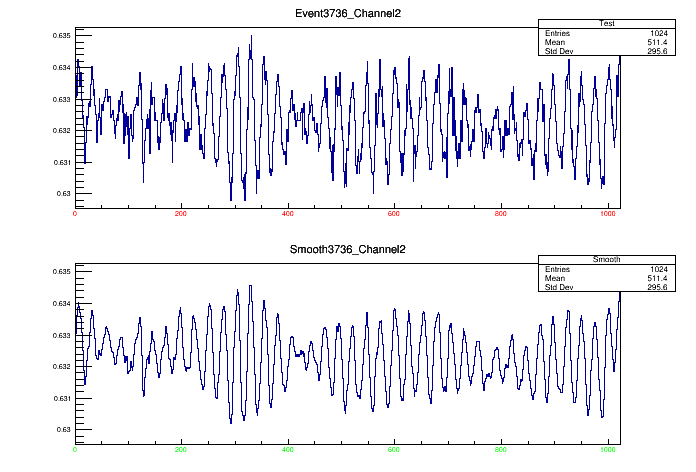 Event3736_Channel2
Test
Entries 1024
Mean 511.4
Std Dev 295.6
0.635
0.634
0.633
0.632
0.631
0.63
0 200 400 600 800 1000
Smooth3736_Channel2
Smooth
Entries 1024
Mean 511.4
Std Dev 295.6
0.635
0.634
0.633
0.632
0.631
0.63
0 200 400 600 800 1000